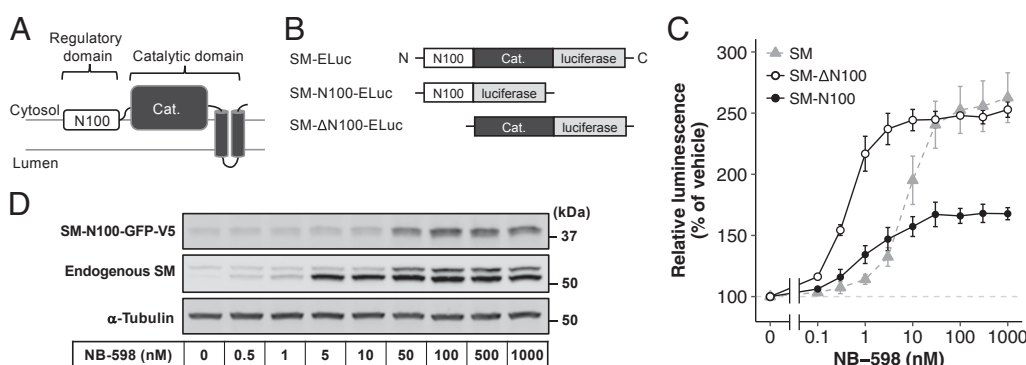 A
Regulatory domain
Catalytic domain
Cytosol
N100
Cat.
Lumen
B
SM-ELuc
N
N100
Cat.
luciferase
C
SM-N100-ELuc
N100
luciferase
SM-ΔN100-ELuc
Cat.
luciferase
C
Relative luminescence
(% of vehicle)
300
250
200
150
100
SM
SM-ΔN100
SM-N100
0
0.1
1
10
100
1000
NB–598 (nM)
D
(kDa)
SM-N100-GFP-V5
37
Endogenous SM
50
α-Tubulin
50
NB-598 (nM) 0 0.5 1 5 10 50 100 500 1000